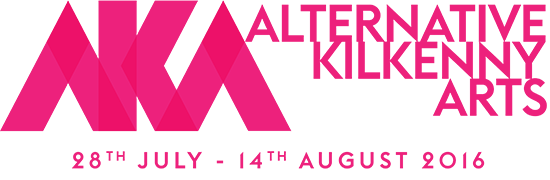 AKA
ALTERNATIVE
KILKENNY
ARTS
28TH JULY - 14TH AUGUST 2016